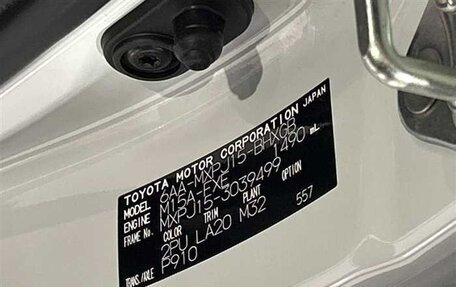 TOYOTA MOTOR CORPORATION JAPAN
MODEL 6AA-MXPJ15-BHXGB
ENGINE M15A-FXE 1490 mL
FRAME No. MXPJ15-3039499
COLOR TRIM PLANT OPTION
2PU LA20 M32 557
TRANS./AXLE P910